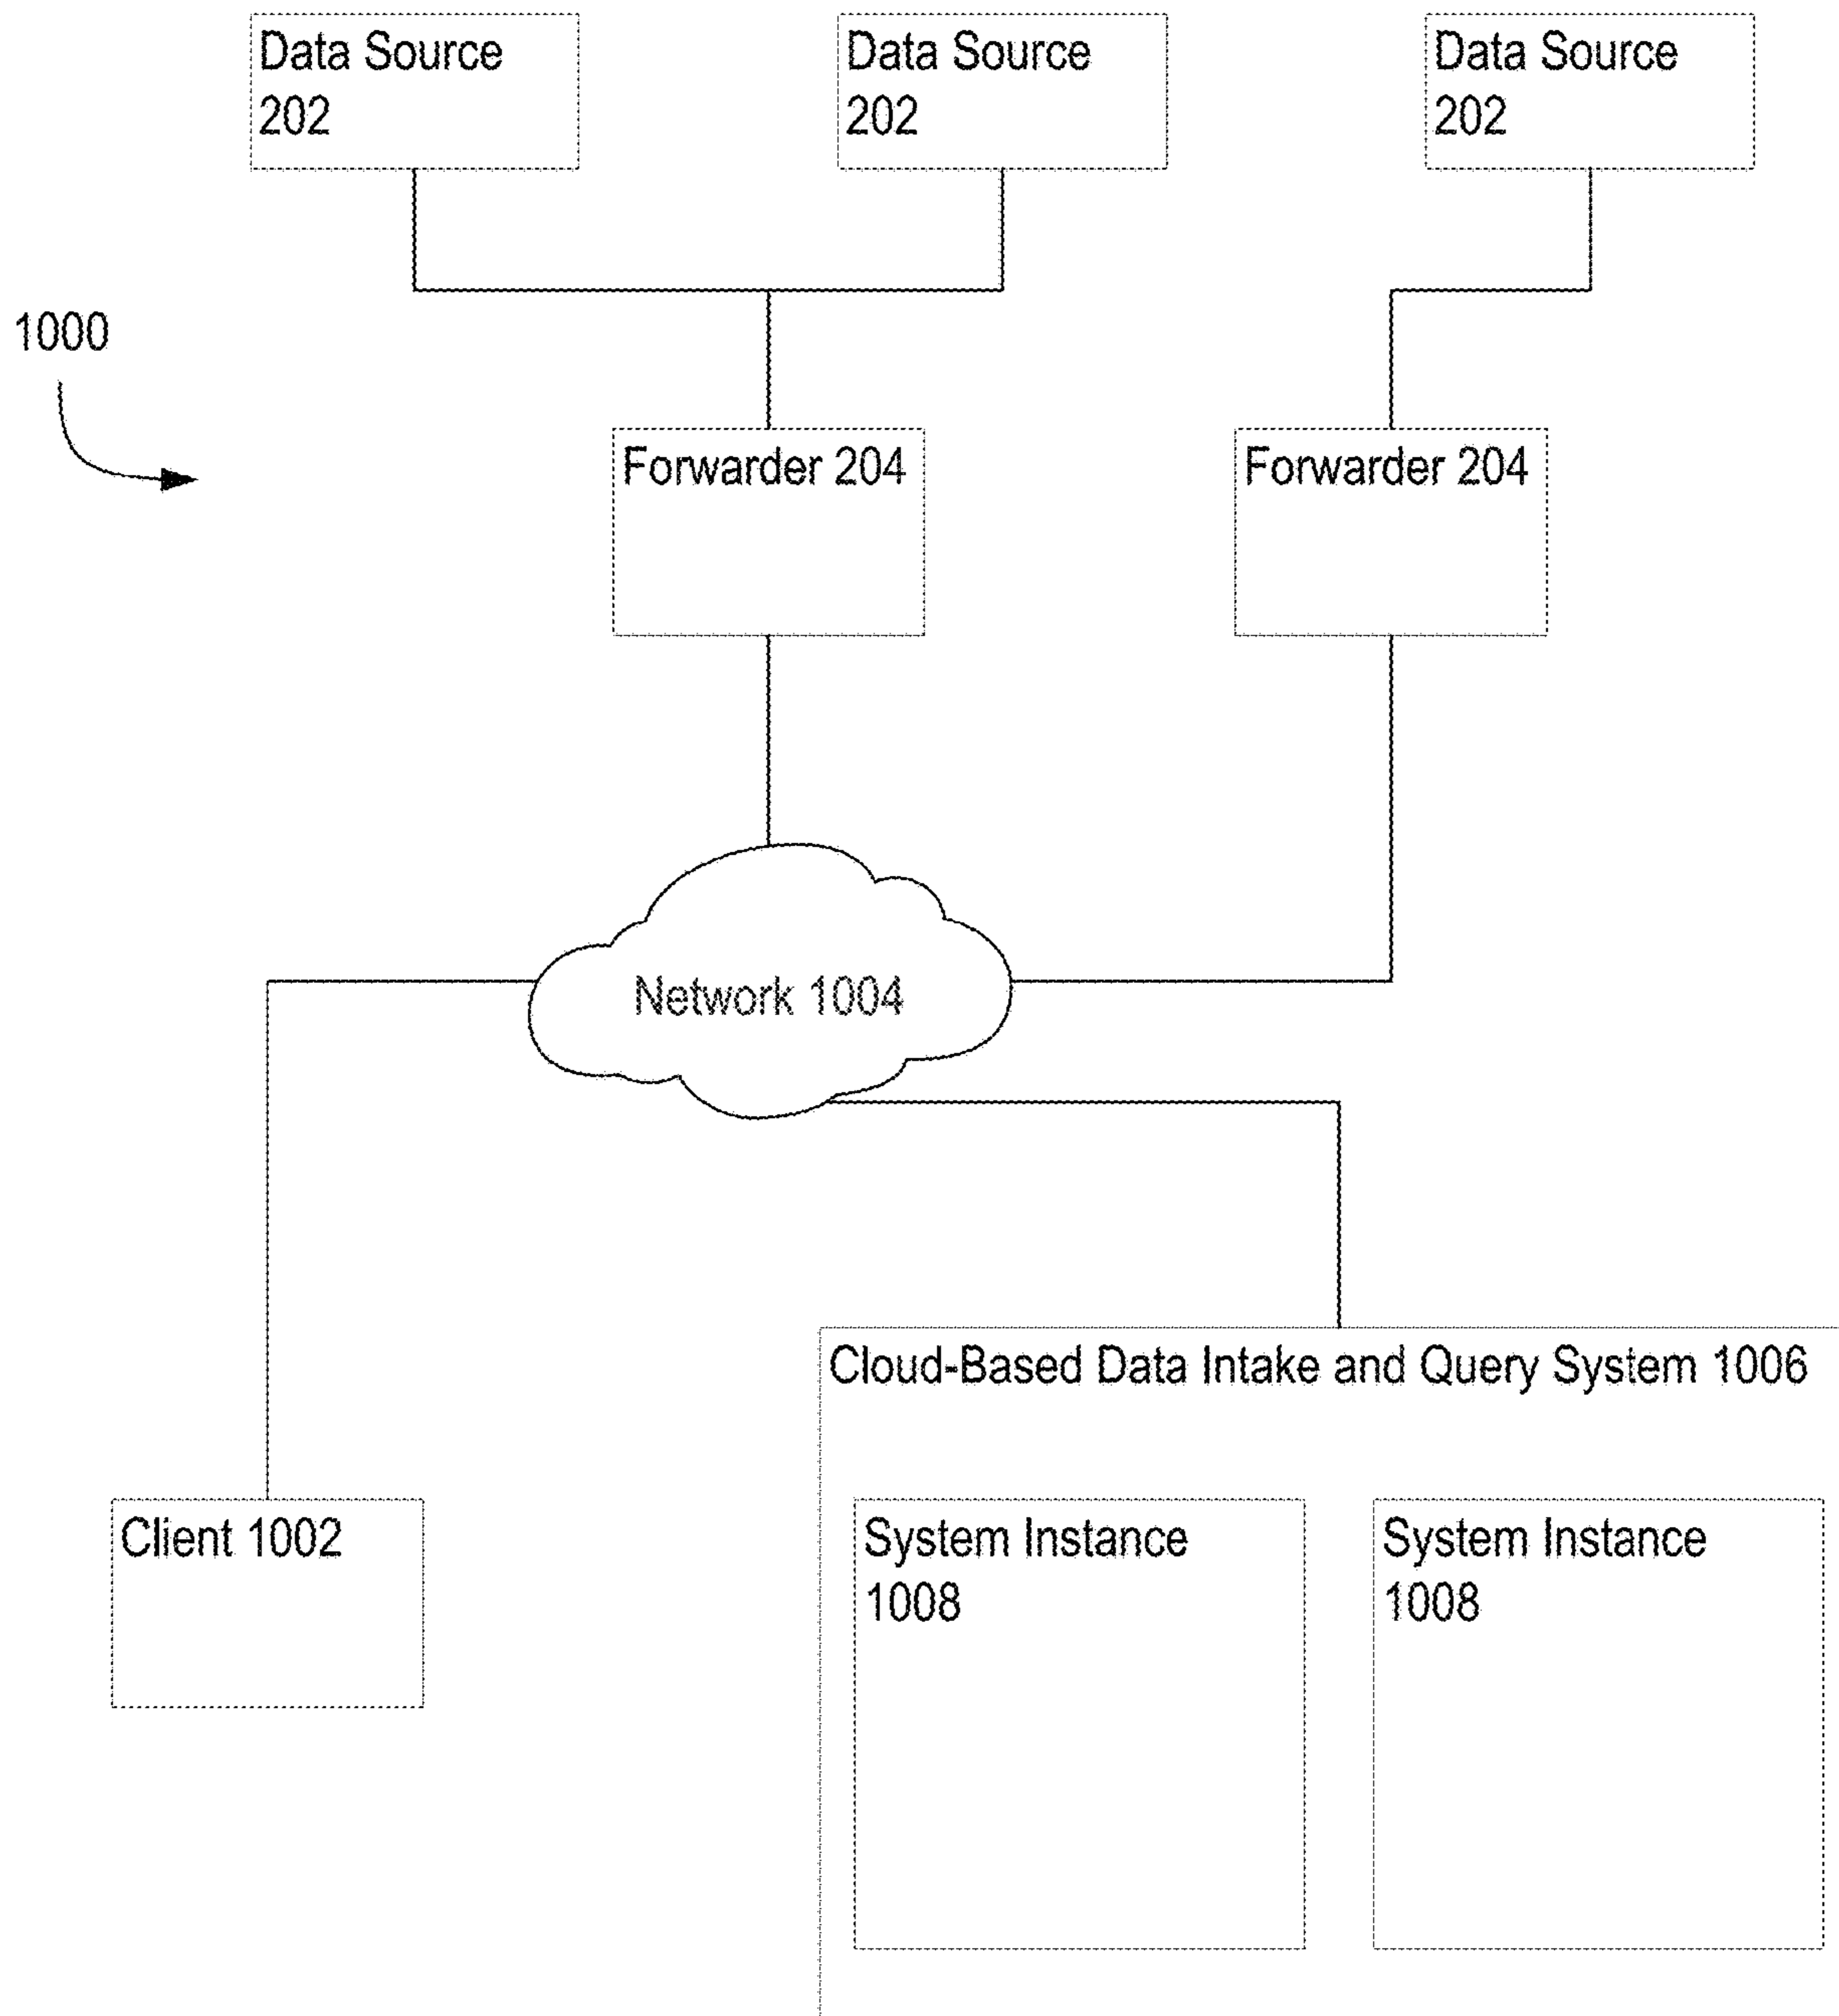 Data Source
202
Data Source
202
Data Source
202
1000
Forwarder 204
Forwarder 204
Network 1004
Cloud-Based Data Intake and Query System 1006
Client 1002
System Instance
1008
System Instance
1008